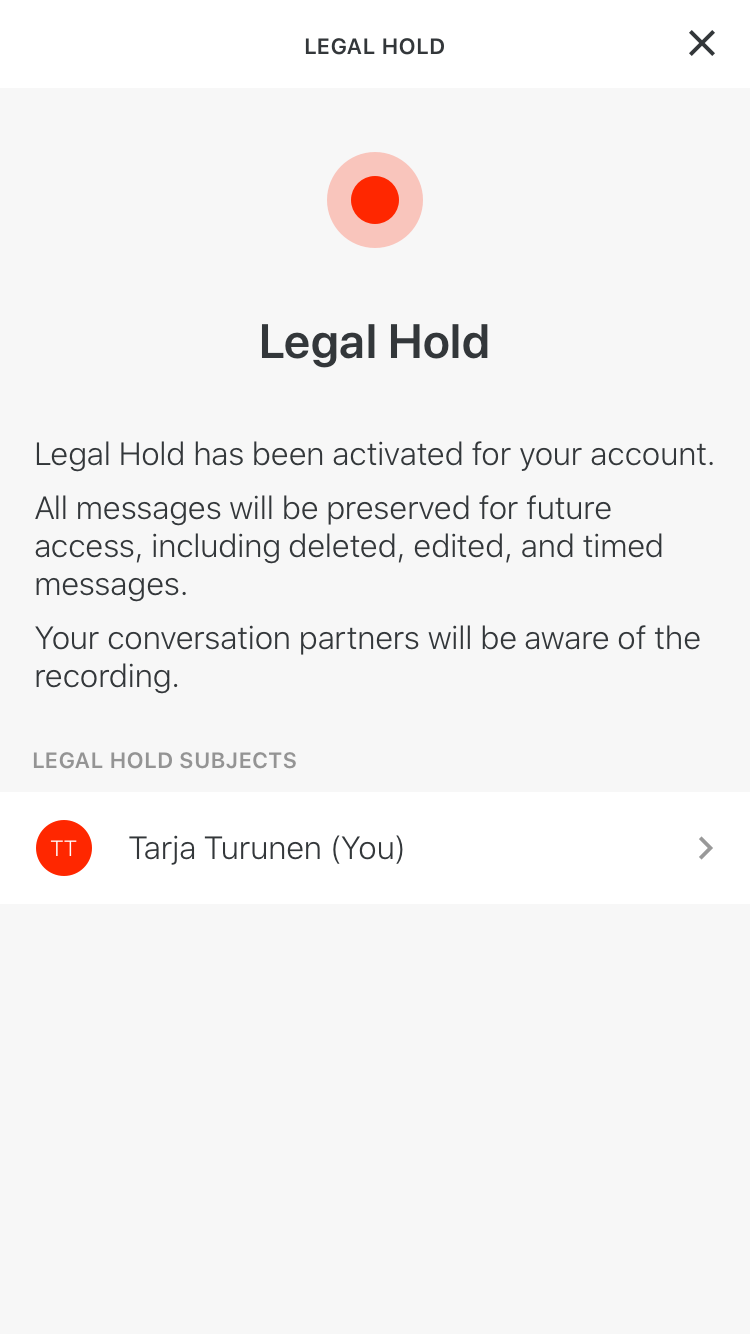 LEGAL HOLD
Legal Hold
Legal Hold has been activated for your account.
All messages will be preserved for future
access, including deleted, edited, and timed
messages.
Your conversation partners will be aware of the
recording.
LEGAL HOLD SUBJECTS
TT Tarja Turunen (You)